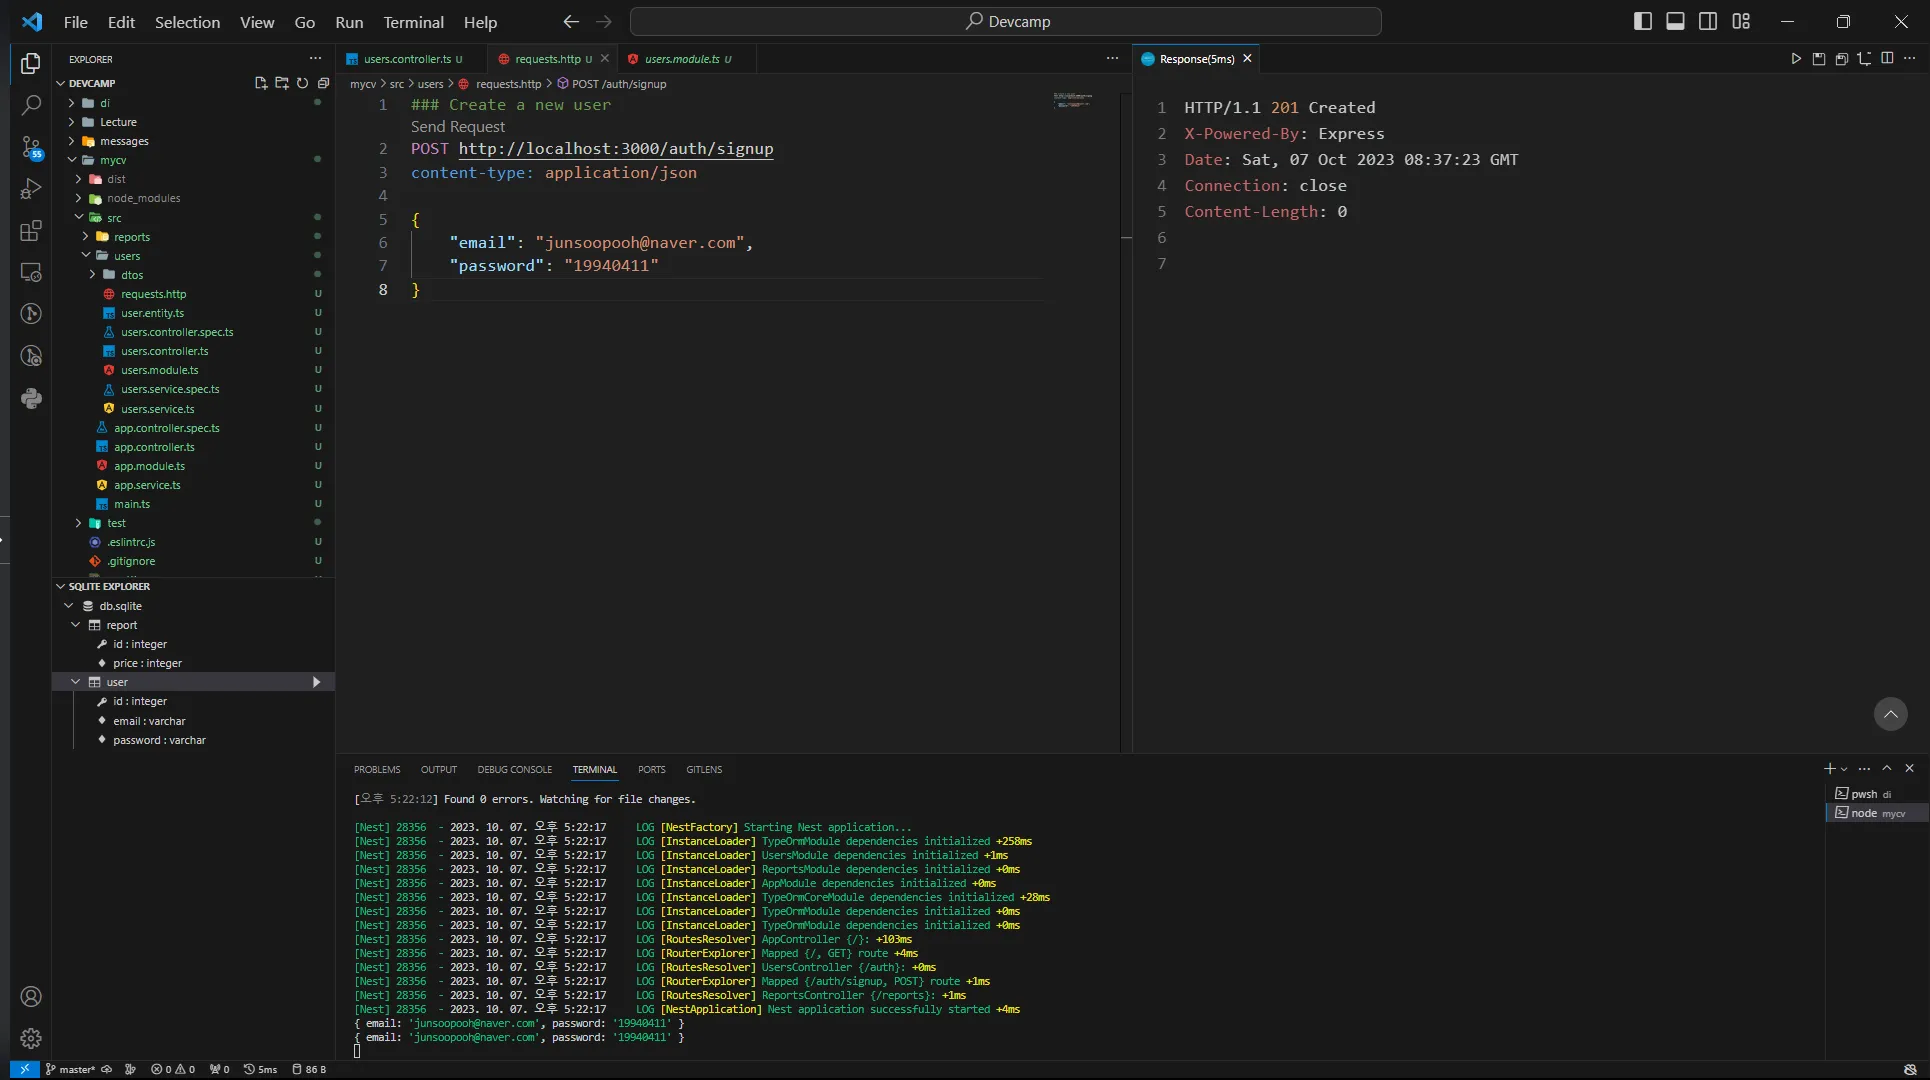 File Edit Selection View Go Run Terminal Help
Devcamp
EXPLORER
DEVCAMP
di
Lecture
messages
mycv
dist
node_modules
src
reports
users
dtos
requests.http U
user.entity.ts U
users.controller.spec.ts U
users.controller.ts U
users.module.ts U
users.service.spec.ts U
users.service.ts U
app.controller.spec.ts U
app.controller.ts U
app.module.ts U
app.service.ts U
main.ts U
test
.eslintrc.js U
.gitignore U
SQLITE EXPLORER
db.sqlite
report
id : integer
price : integer
user
id : integer
email : varchar
password : varchar
55
users.controller.ts U
requests.http U
users.module.ts U
mycv > src > users > requests.http > POST /auth/signup
1 ### Create a new user
Send Request
2 POST http://localhost:3000/auth/signup
3 content-type: application/json
4
5 {
6 "email": "junsoopooh@naver.com",
7 "password": "19940411"
8 }
Response(5ms)
1 HTTP/1.1 201 Created
2 X-Powered-By: Express
3 Date: Sat, 07 Oct 2023 08:37:23 GMT
4 Connection: close
5 Content-Length: 0
6
7
PROBLEMS OUTPUT DEBUG CONSOLE TERMINAL PORTS GITLENS
[오후 5:22:12] Found 0 errors. Watching for file changes.
[Nest] 28356 - 2023. 10. 07. 오후 5:22:17 LOG [NestFactory] Starting Nest application...
[Nest] 28356 - 2023. 10. 07. 오후 5:22:17 LOG [InstanceLoader] TypeOrmModule dependencies initialized +258ms
[Nest] 28356 - 2023. 10. 07. 오후 5:22:17 LOG [InstanceLoader] UsersModule dependencies initialized +1ms
[Nest] 28356 - 2023. 10. 07. 오후 5:22:17 LOG [InstanceLoader] ReportsModule dependencies initialized +0ms
[Nest] 28356 - 2023. 10. 07. 오후 5:22:17 LOG [InstanceLoader] AppModule dependencies initialized +0ms
[Nest] 28356 - 2023. 10. 07. 오후 5:22:17 LOG [InstanceLoader] TypeOrmCoreModule dependencies initialized +28ms
[Nest] 28356 - 2023. 10. 07. 오후 5:22:17 LOG [InstanceLoader] TypeOrmModule dependencies initialized +0ms
[Nest] 28356 - 2023. 10. 07. 오후 5:22:17 LOG [InstanceLoader] TypeOrmModule dependencies initialized +0ms
[Nest] 28356 - 2023. 10. 07. 오후 5:22:17 LOG [RoutesResolver] AppController {/}: +103ms
[Nest] 28356 - 2023. 10. 07. 오후 5:22:17 LOG [RouterExplorer] Mapped {/, GET} route +4ms
[Nest] 28356 - 2023. 10. 07. 오후 5:22:17 LOG [RoutesResolver] UsersController {/auth}: +0ms
[Nest] 28356 - 2023. 10. 07. 오후 5:22:17 LOG [RouterExplorer] Mapped {/auth/signup, POST} route +1ms
[Nest] 28356 - 2023. 10. 07. 오후 5:22:17 LOG [RoutesResolver] ReportsController {/reports}: +1ms
[Nest] 28356 - 2023. 10. 07. 오후 5:22:17 LOG [NestApplication] Nest application successfully started +4ms
{ email: 'junsoopooh@naver.com', password: '19940411' }
{ email: 'junsoopooh@naver.com', password: '19940411' }
pwsh di
node mycv
master* 0 0 0 5ms 86 B